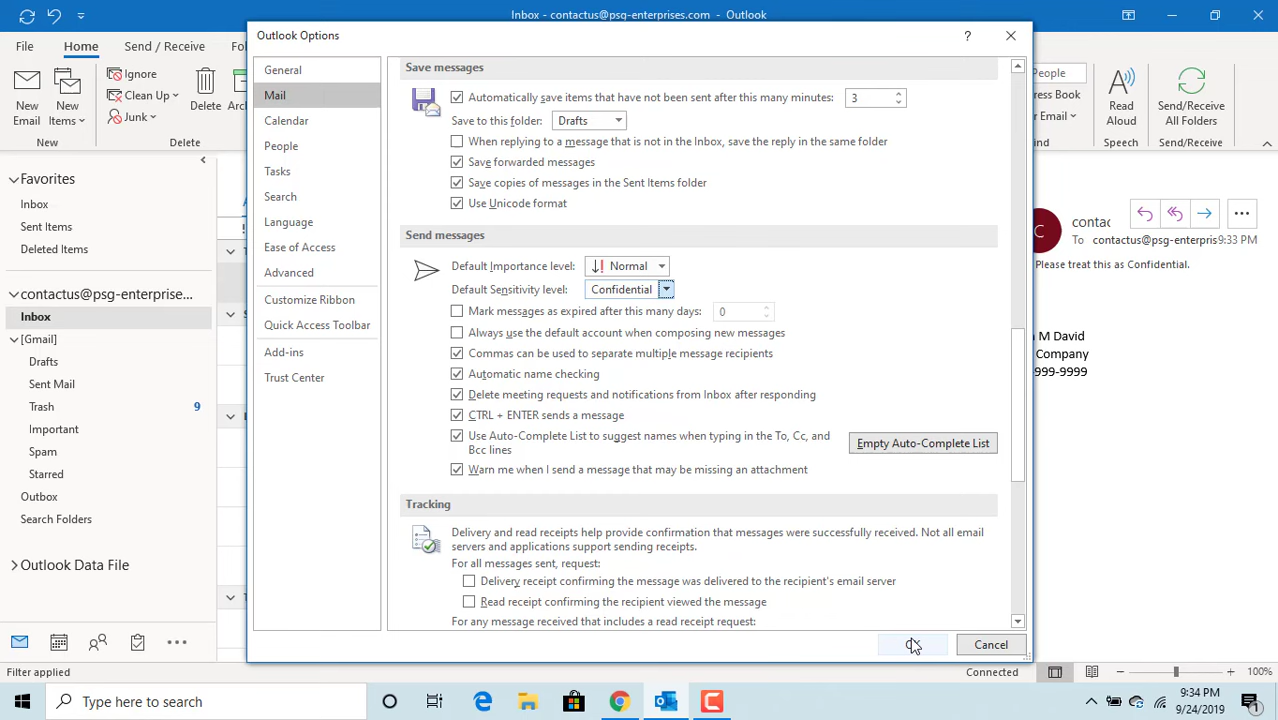 Inbox - contactus@psg-enterprises.com - Outlook
File
Home
Send / Receive
New Email
New Items
Ignore
Clean Up
Junk
Delete
New
Delete
People
Read Aloud
Send/Receive All Folders
Speech
Send/Receive
Favorites
Inbox
Sent Items
Deleted Items
contactus@psg-enterprise...
Inbox
[Gmail]
Drafts
Sent Mail
Trash 9
Important
Spam
Starred
Outbox
Search Folders
Outlook Data File
Outlook Options
General
Mail
Calendar
People
Tasks
Search
Language
Ease of Access
Advanced
Customize Ribbon
Quick Access Toolbar
Add-ins
Trust Center
Save messages
Automatically save items that have not been sent after this many minutes: 3
Save to this folder: Drafts
When replying to a message that is not in the Inbox, save the reply in the same folder
Save forwarded messages
Save copies of messages in the Sent Items folder
Use Unicode format
Send messages
Default Importance level: Normal
Default Sensitivity level: Confidential
Mark messages as expired after this many days: 0
Always use the default account when composing new messages
Commas can be used to separate multiple message recipients
Automatic name checking
Delete meeting requests and notifications from Inbox after responding
CTRL + ENTER sends a message
Use Auto-Complete List to suggest names when typing in the To, Cc, and
Bcc lines
Empty Auto-Complete List
Warn me when I send a message that may be missing an attachment
Tracking
Delivery and read receipts help provide confirmation that messages were successfully received. Not all email
servers and applications support sending receipts.
For all messages sent, request:
Delivery receipt confirming the message was delivered to the recipient's email server
Read receipt confirming the recipient viewed the message
For any message received that includes a read receipt request:
Cancel
C
To contactus@psg-enterpris 9:33 PM
Please treat this as Confidential.
M David
Company
999-9999
Filter applied
Connected
100%
Type here to search
9:34 PM
9/24/2019
1